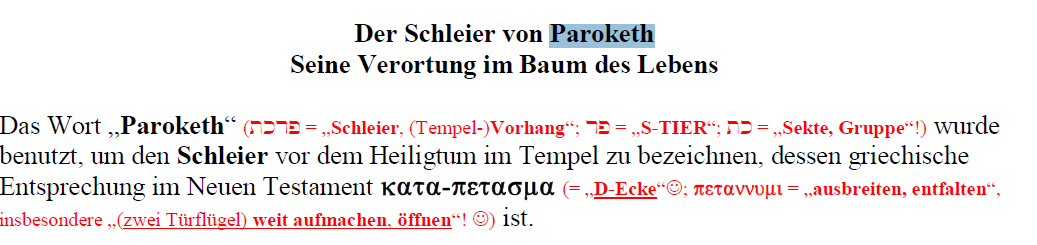 Der Schleier von Paroketh
Seine Verortung im Baum des Lebens
Das Wort „Paroketh“ (פרכת = „Schleier, (Tempel-)Vorhang“; פר = „S-TIER“; כת = „Sekte, Gruppe“!) wurde
benutzt, um den Schleier vor dem Heiligtum im Tempel zu bezeichnen, dessen griechische
Entsprechung im Neuen Testament κατα-πετασμα (= „D-Ecke“☺; πεταννυμι = „ausbreiten, entfalten“,
insbesondere „(zwei Türflügel) weit aufmachen, öffnen“! ☺) ist.